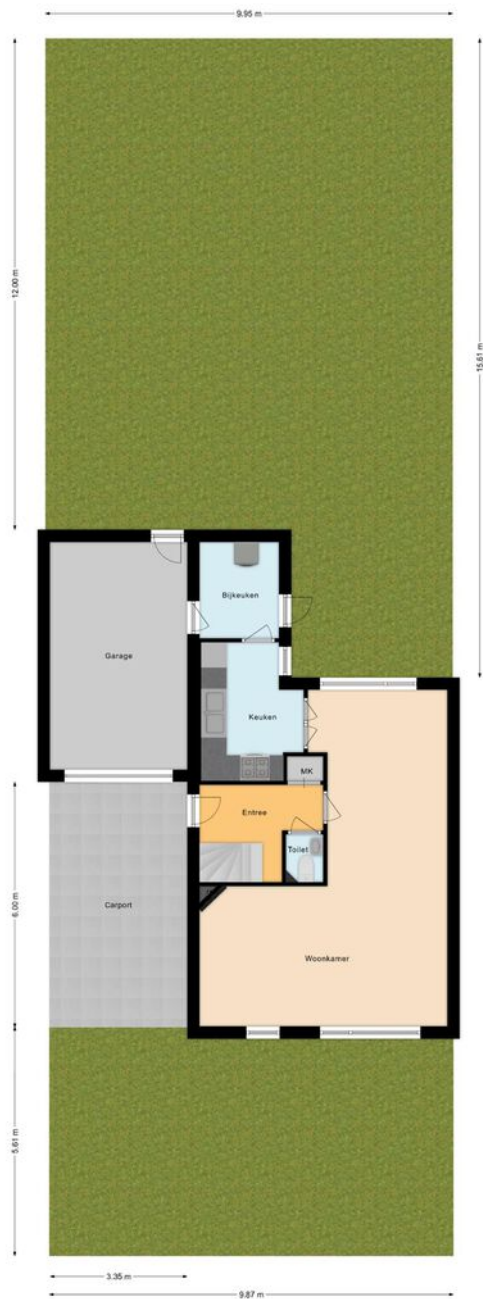 9.95 m
12.00 m
15.61 m
Bijkeuken
Garage
Keuken
MK
Entree
Toilet
Carport
6.00 m
Woonkamer
5.61 m
3.35 m
9.87 m